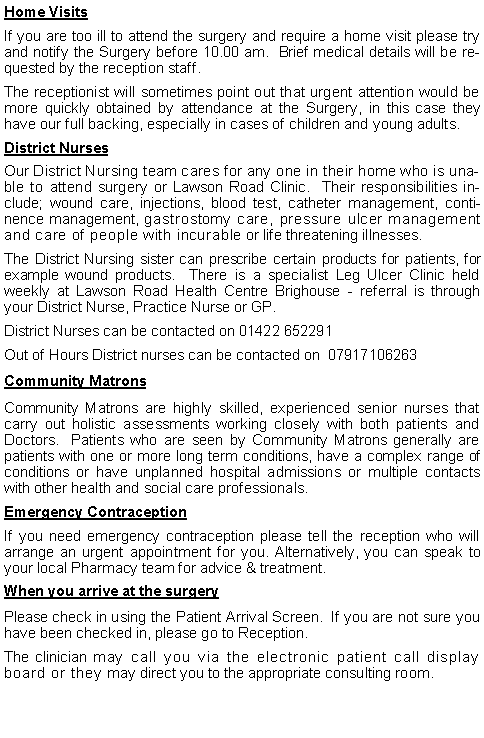 Home Visits
If you are too ill to attend the surgery and require a home visit please try
and notify the Surgery before 10.00 am.  Brief medical details will be re-
quested by the reception staff.
The receptionist will sometimes point out that urgent attention would be
more quickly obtained by attendance at the Surgery, in this case they
have our full backing, especially in cases of children and young adults.
District Nurses
Our District Nursing team cares for any one in their home who is una-
ble to attend surgery or Lawson Road Clinic.  Their responsibilities in-
clude; wound care, injections, blood test, catheter management, conti-
nence management, gastrostomy care, pressure ulcer management
and care of people with incurable or life threatening illnesses.
The District Nursing sister can prescribe certain products for patients, for
example wound products.  There is a specialist Leg Ulcer Clinic held
weekly at Lawson Road Health Centre Brighouse - referral is through
your District Nurse, Practice Nurse or GP.
District Nurses can be contacted on 01422 652291
Out of Hours District nurses can be contacted on  07917106263
Community Matrons
Community Matrons are highly skilled, experienced senior nurses that
carry out holistic assessments working closely with both patients and
Doctors.  Patients who are seen by Community Matrons generally are
patients with one or more long term conditions, have a complex range of
conditions or have unplanned hospital admissions or multiple contacts
with other health and social care professionals.
Emergency Contraception
If you need emergency contraception please tell the reception who will
arrange an urgent appointment for you. Alternatively, you can speak to
your local Pharmacy team for advice & treatment.
When you arrive at the surgery
Please check in using the Patient Arrival Screen.  If you are not sure you
have been checked in, please go to Reception.
The clinician may call you via the electronic patient call display
board or they may direct you to the appropriate consulting room.